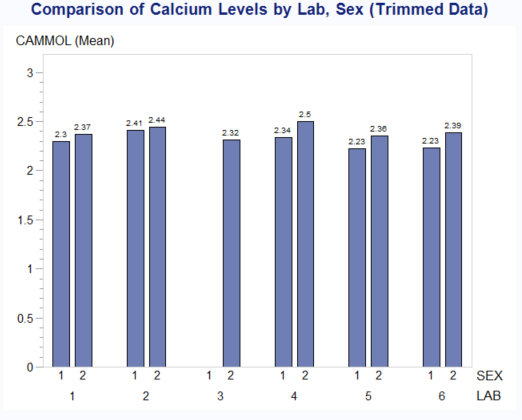 Comparison of Calcium Levels by Lab, Sex (Trimmed Data)
CAMMOL (Mean)
3
2.5
2
1.5
1
0.5
0
2.3 2.37 2.41 2.44 2.32 2.34 2.5 2.23 2.36 2.23 2.39
1 2 1 2 1 2 1 2 1 2 1 2 SEX
1 2 3 4 5 6 LAB